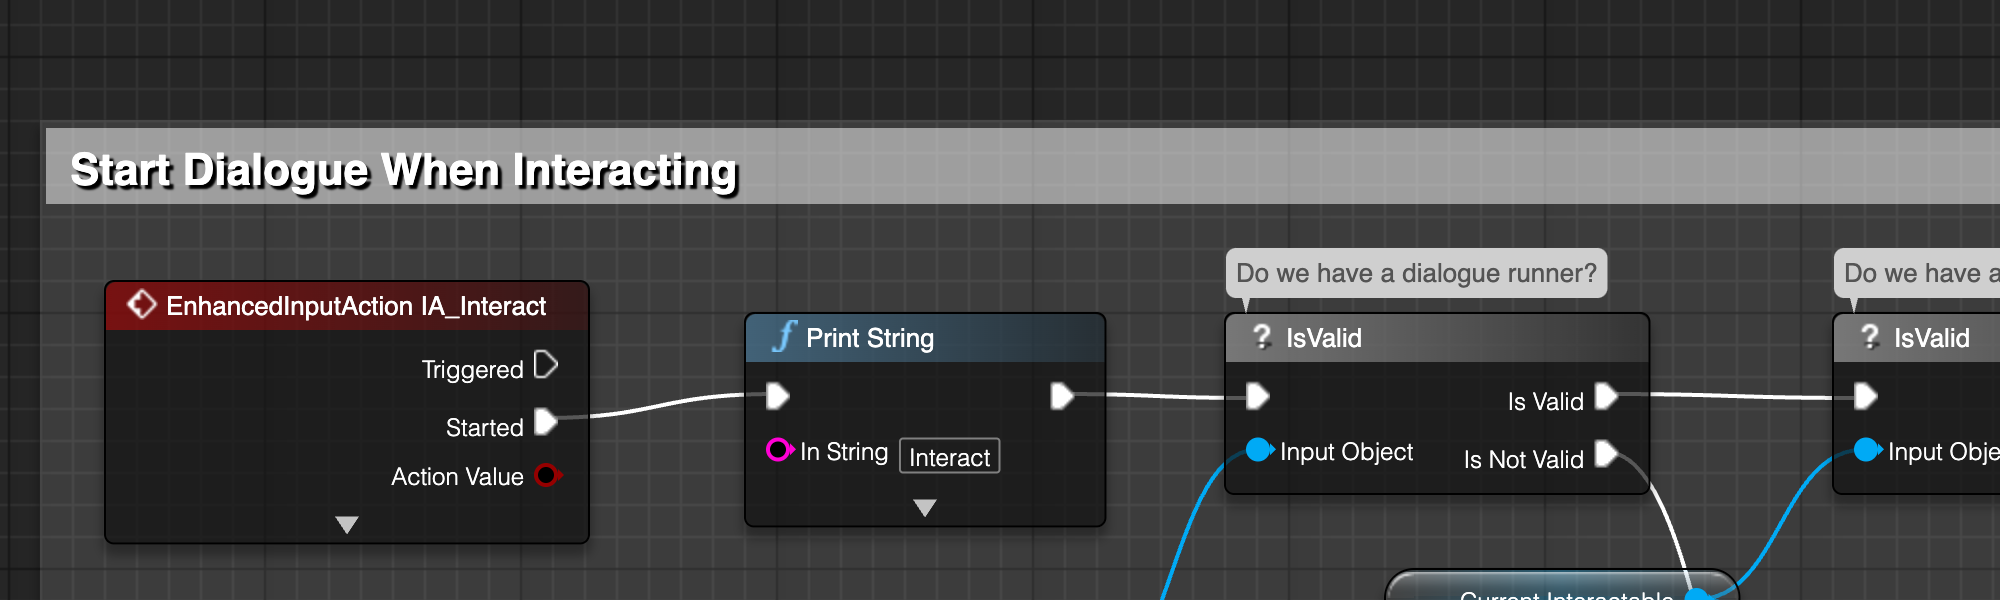 Start Dialogue When Interacting
Do we have a dialogue runner?
Do we have a
EnhancedInputAction IA_Interact
Triggered
Started
Action Value
Print String
In String
Interact
IsValid
Is Valid
Input Object
Is Not Valid
IsValid
Input Obje
Current Interactable